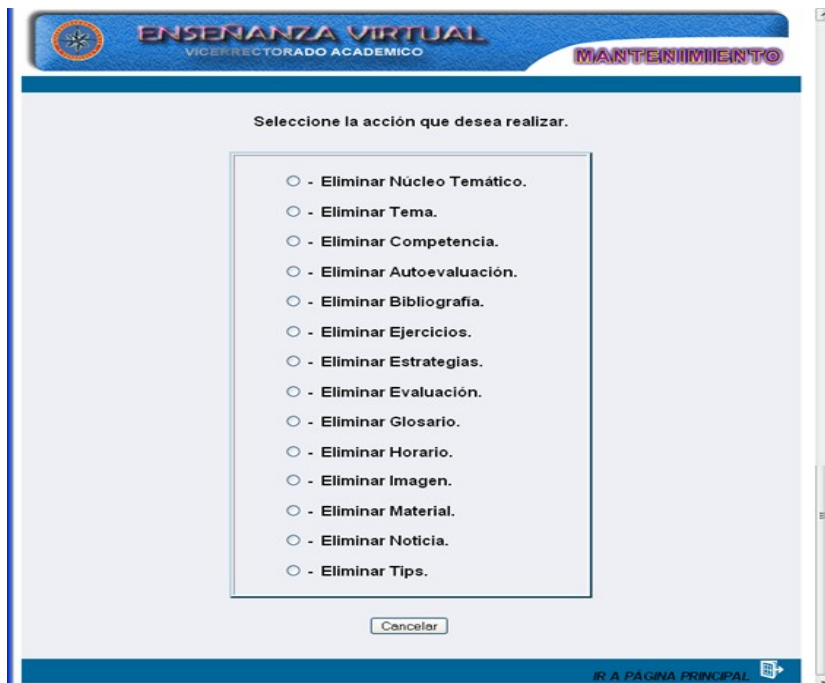 ENSEÑANZA VIRTUAL
VICERRECTORADO ACADEMICO
MANTENIMIENTO
Seleccione la acción que desea realizar.
- Eliminar Núcleo Temático.
- Eliminar Tema.
- Eliminar Competencia.
- Eliminar Autoevaluación.
- Eliminar Bibliografía.
- Eliminar Ejercicios.
- Eliminar Estrategias.
- Eliminar Evaluación.
- Eliminar Glosario.
- Eliminar Horario.
- Eliminar Imagen.
- Eliminar Material.
- Eliminar Noticia.
- Eliminar Tips.
Cancelar
IR A PÁGINA PRINCIPAL